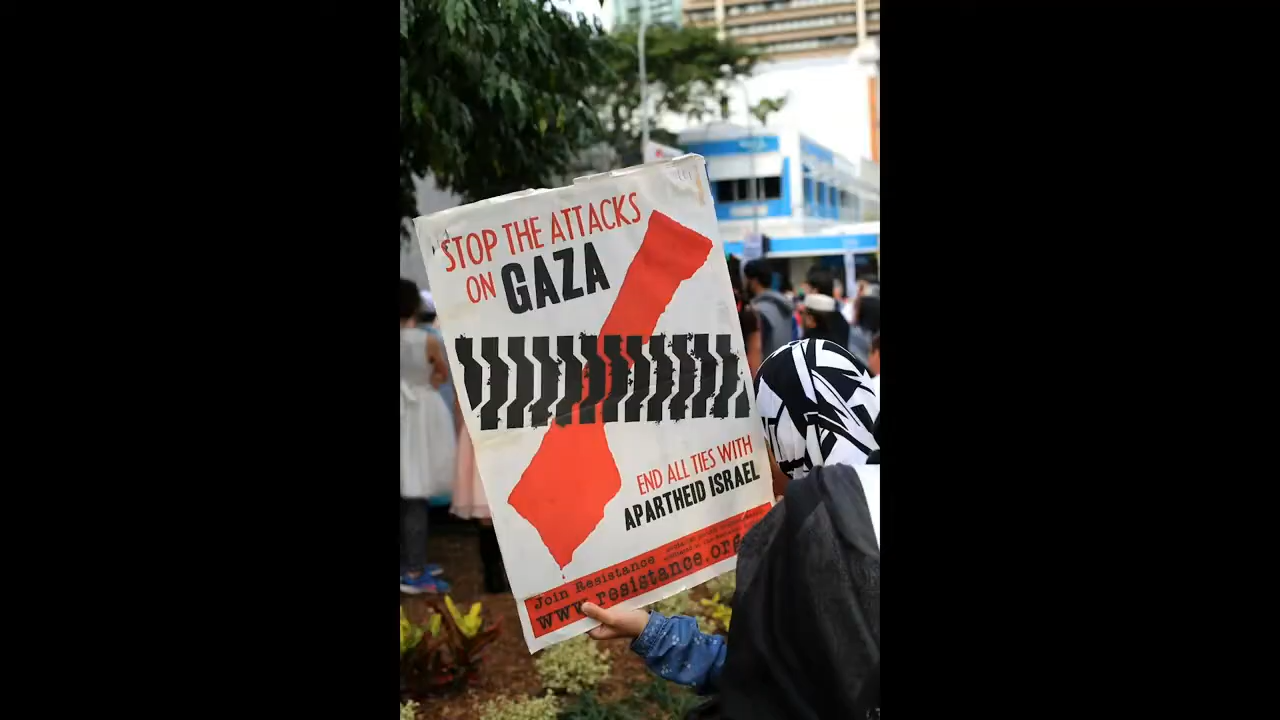 STOP THE ATTACKS
ON GAZA
END ALL TIES WITH
APARTHEID ISRAEL
Join Resistance
www.resistance.org